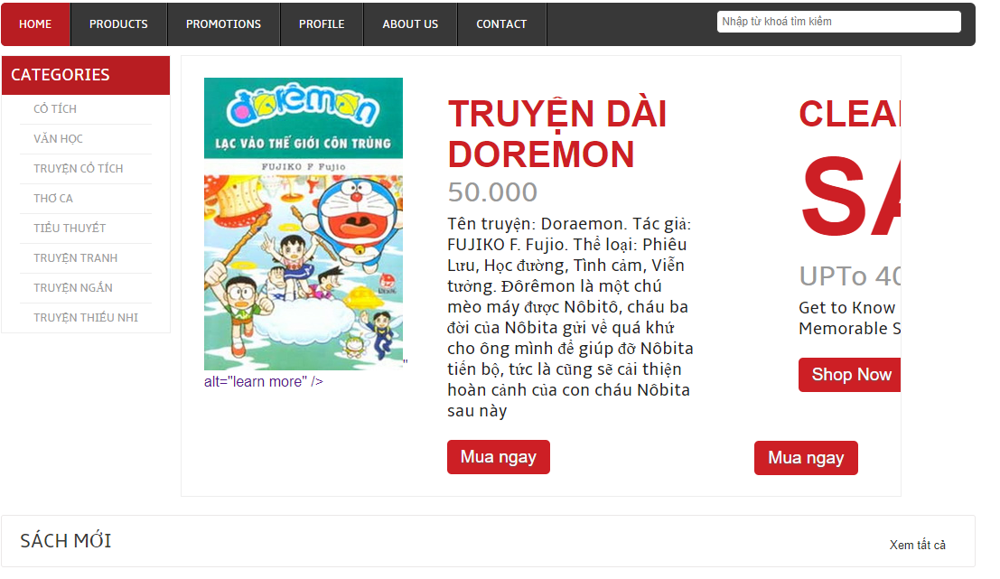 HOME PRODUCTS PROMOTIONS PROFILE ABOUT US CONTACT Nhập từ khoá tìm kiếm
CATEGORIES
CỔ TÍCH
VĂN HỌC
TRUYỆN CỔ TÍCH
THƠ CA
TIỂU THUYẾT
TRUYỆN TRANH
TRUYỆN NGẮN
TRUYỆN THIẾU NHI
đôrêmon
LẠC VÀO THẾ GIỚI CÔN TRÙNG
FUJIKO F Fujio
"
alt="learn more" />
TRUYỆN DÀI
DOREMON
50.000
Tên truyện: Doraemon. Tác giả:
FUJIKO F. Fujio. Thể loại: Phiêu
Lưu, Học đường, Tình cảm, Viễn
tưởng. Đôrêmon là một chú
mèo máy được Nôbitô, cháu ba
đời của Nôbita gửi về quá khứ
cho ông mình để giúp đỡ Nôbita
tiến bộ, tức là cũng sẽ cải thiện
hoàn cảnh của con cháu Nôbita
sau này
Mua ngay
CLEA
SA
UPTo 40
Get to Know
Memorable S
Shop Now
Mua ngay
SÁCH MỚI
Xem tất cả